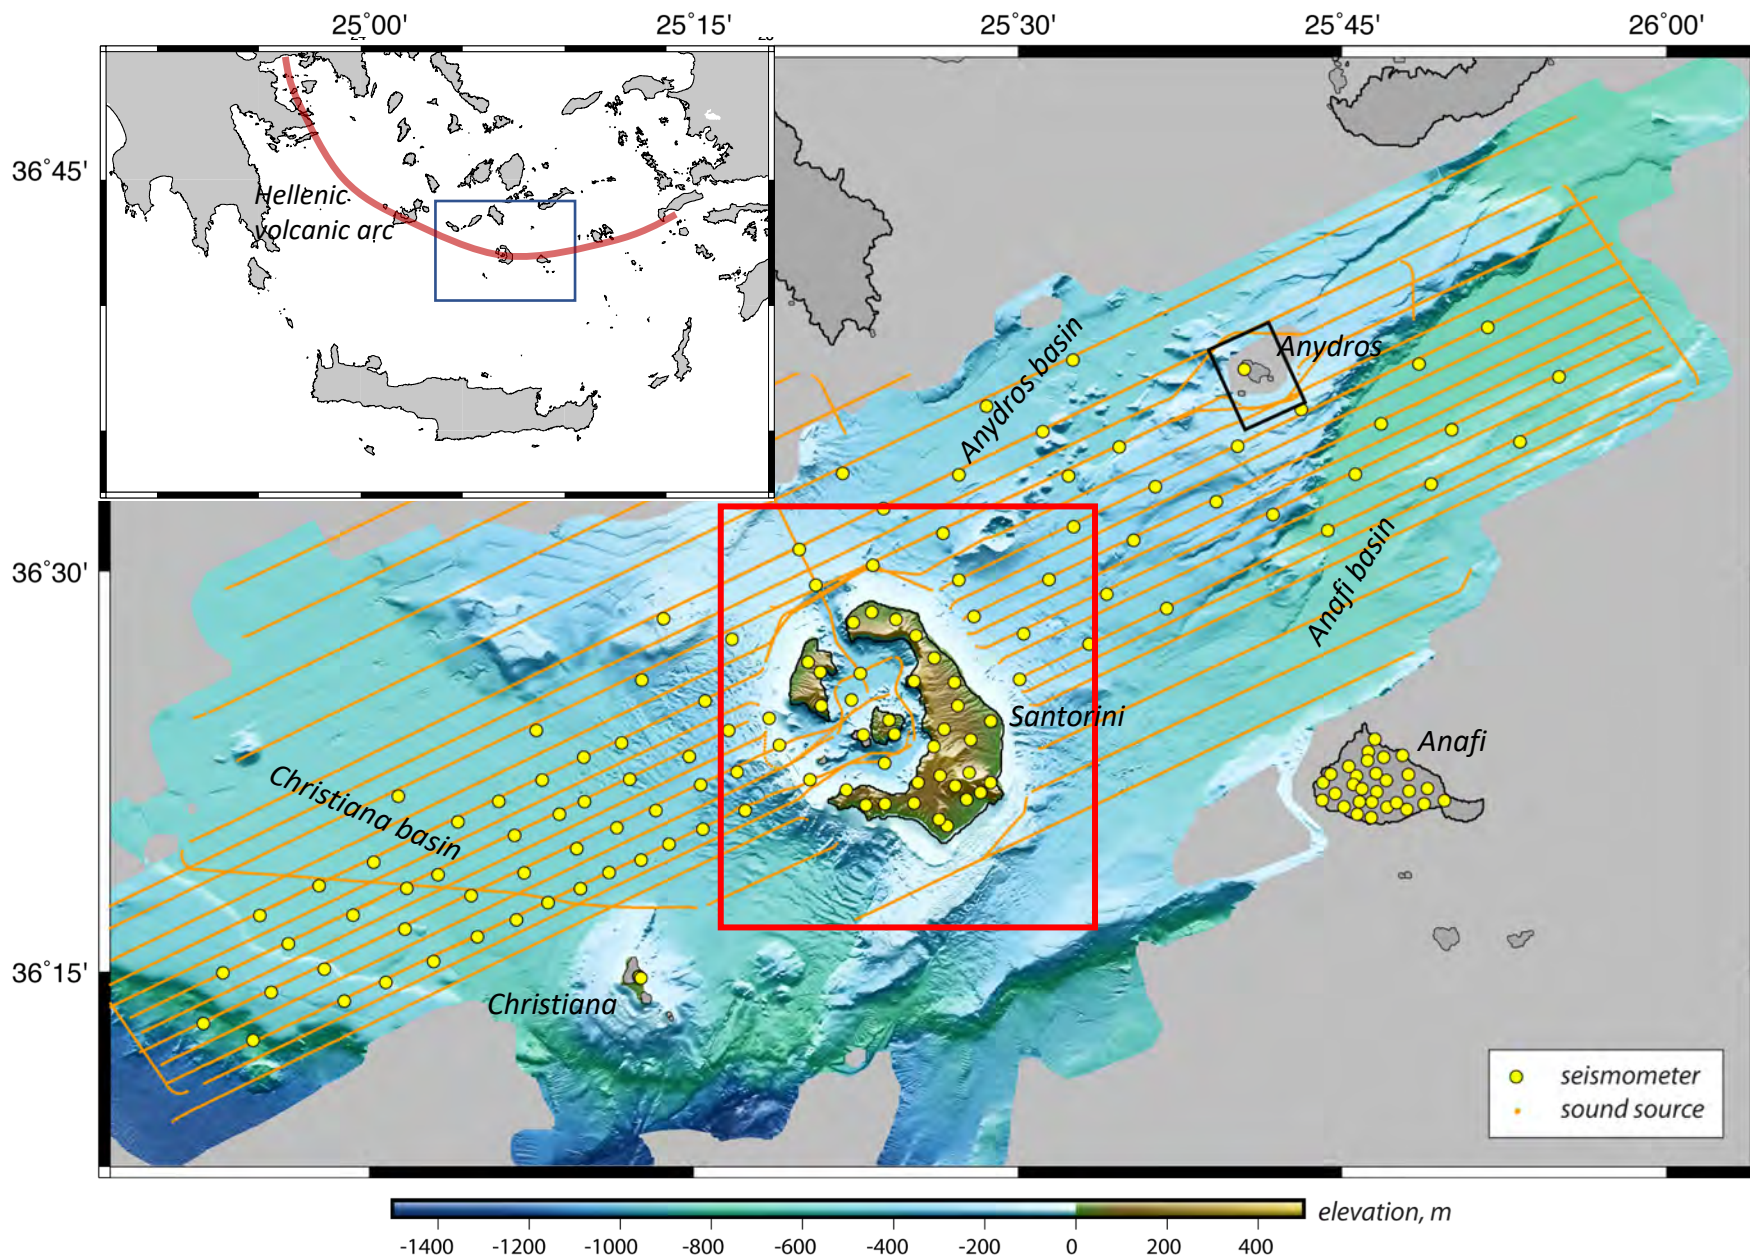 25°00'
25°15'
25°30'
25°45'
26°00'
36°45'
36°30'
36°15'
Hellenic
volcanic arc
Anydros basin
Anydros
Anafi basin
Santorini
Anafi
Christiana basin
Christiana
seismometer
sound source
elevation, m
-1400 -1200 -1000 -800 -600 -400 -200 0 200 400